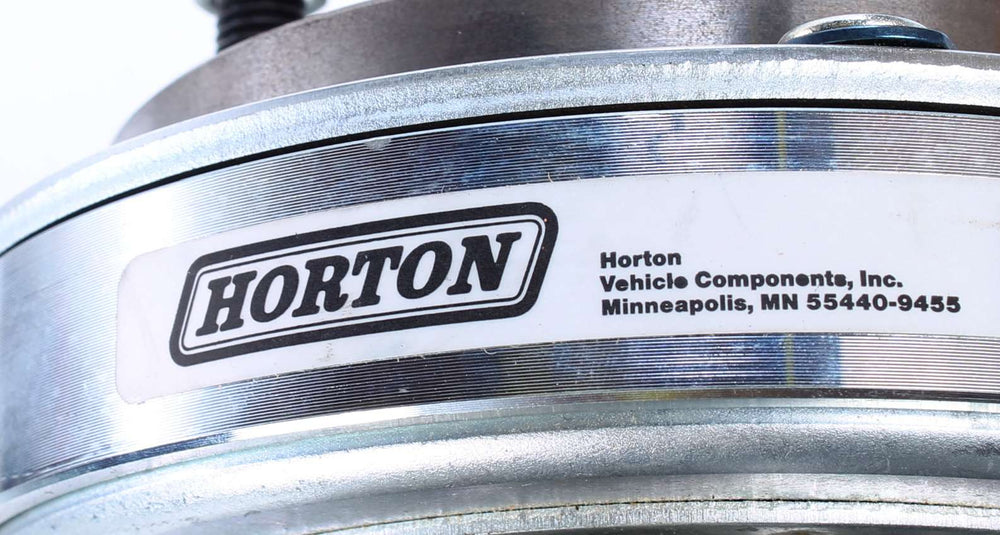 HORTON
Horton
Vehicle Components, Inc.
Minneapolis, MN 55440-9455